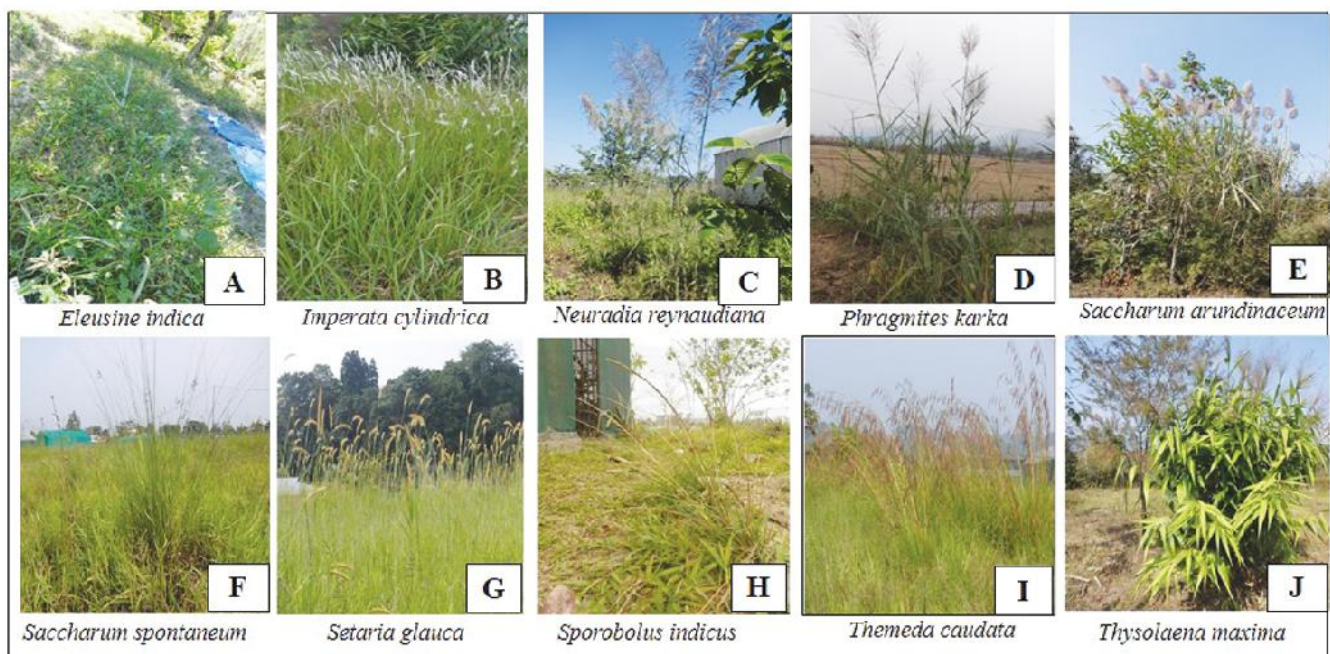 A B C D E
Eleusine indica Imperata cylindrica Neuradia reynaudiana Phragmites karka Saccharum arundinaceum
F G H I J
Saccharum spontaneum Setaria glauca Sporobolus indicus Themeda caudata Thysolaena maxima